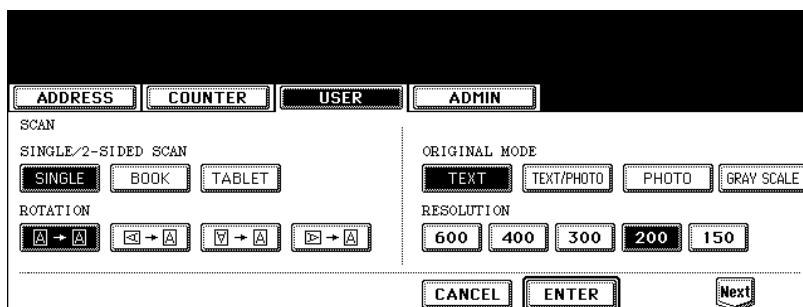 ADDRESS COUNTER USER ADMIN
SCAN
SINGLE/2-SIDED SCAN
SINGLE BOOK TABLET
ROTATION
A → A A → A A → A A → A
ORIGINAL MODE
TEXT TEXT/PHOTO PHOTO GRAY SCALE
RESOLUTION
600 400 300 200 150
CANCEL ENTER Next